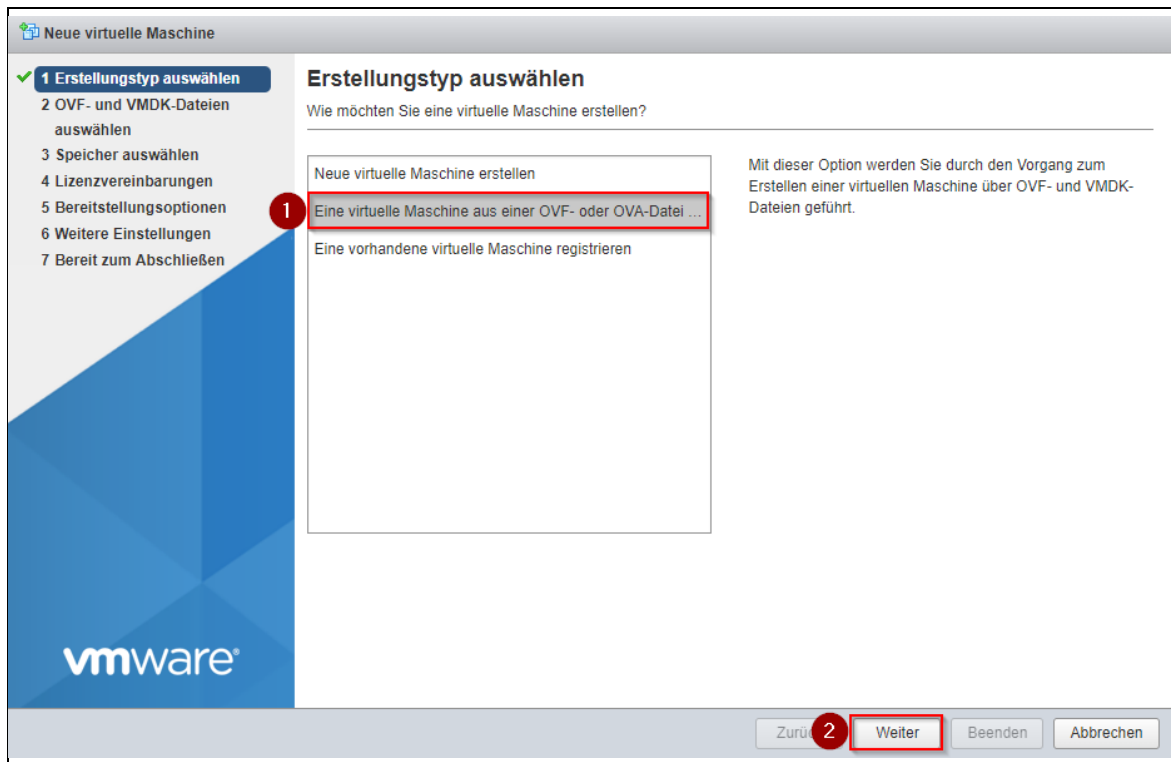 Neue virtuelle Maschine
1 Erstellungstyp auswählen
2 OVF- und VMDK-Dateien
auswählen
3 Speicher auswählen
4 Lizenzvereinbarungen
5 Bereitstellungsoptionen
6 Weitere Einstellungen
7 Bereit zum Abschließen
vmware®
Erstellungstyp auswählen
Wie möchten Sie eine virtuelle Maschine erstellen?
Neue virtuelle Maschine erstellen
1 Eine virtuelle Maschine aus einer OVF- oder OVA-Datei ...
Eine vorhandene virtuelle Maschine registrieren
Mit dieser Option werden Sie durch den Vorgang zum
Erstellen einer virtuellen Maschine über OVF- und VMDK-
Dateien geführt.
2 Weiter Beenden Abbrechen